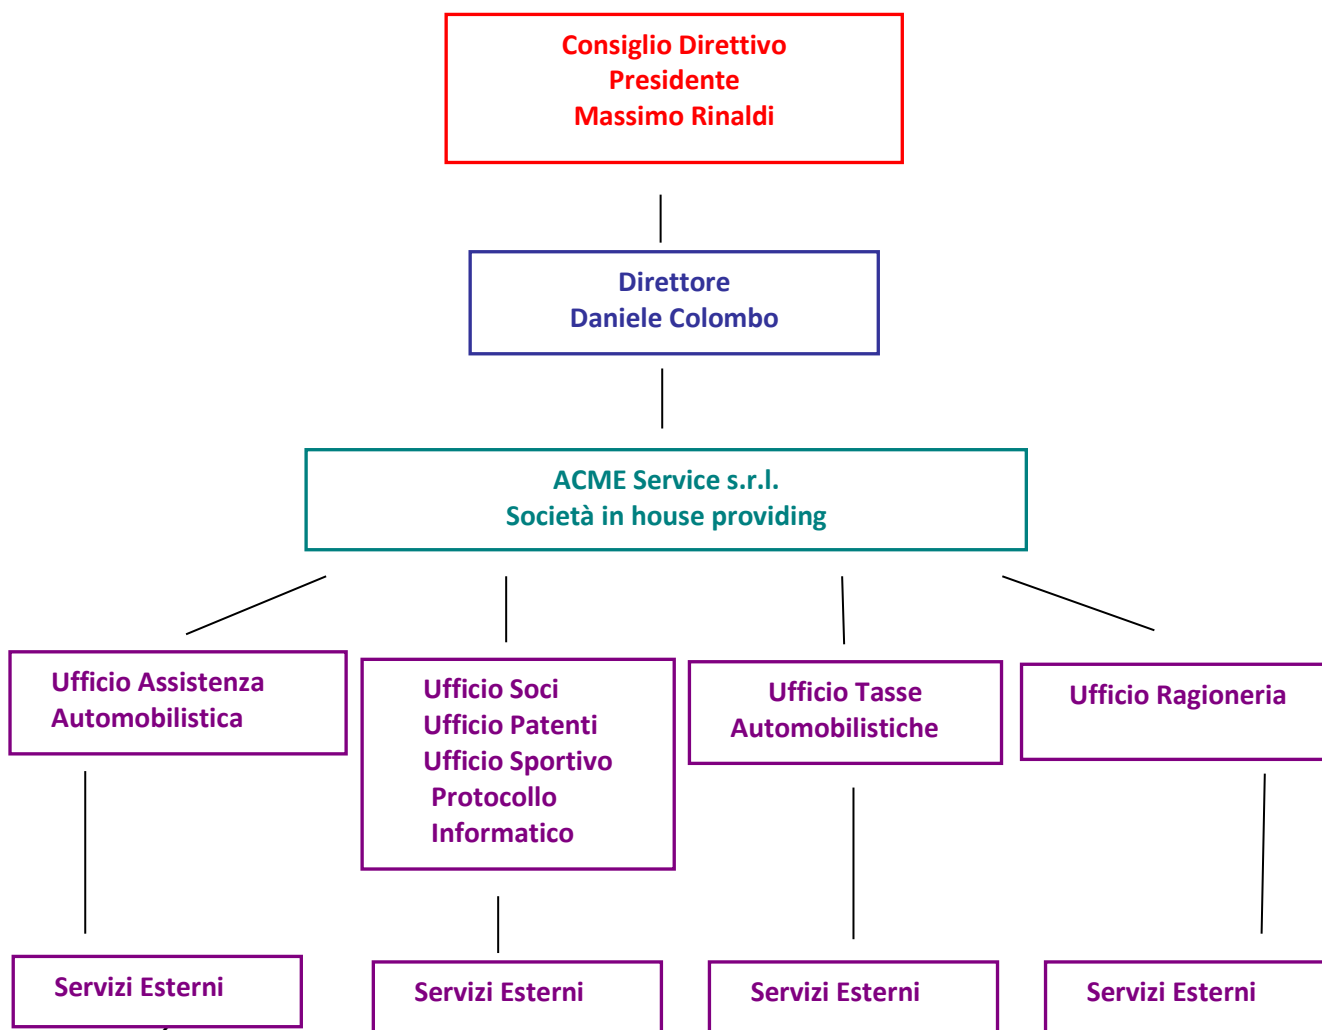 Consiglio Direttivo
Presidente
Massimo Rinaldi
Direttore
Daniele Colombo
ACME Service s.r.l.
Società in house providing
Ufficio Assistenza
Automobilistica
Ufficio Soci
Ufficio Patenti
Ufficio Sportivo
Protocollo
Informatico
Ufficio Tasse
Automobilistiche
Ufficio Ragioneria
Servizi Esterni
Servizi Esterni
Servizi Esterni
Servizi Esterni